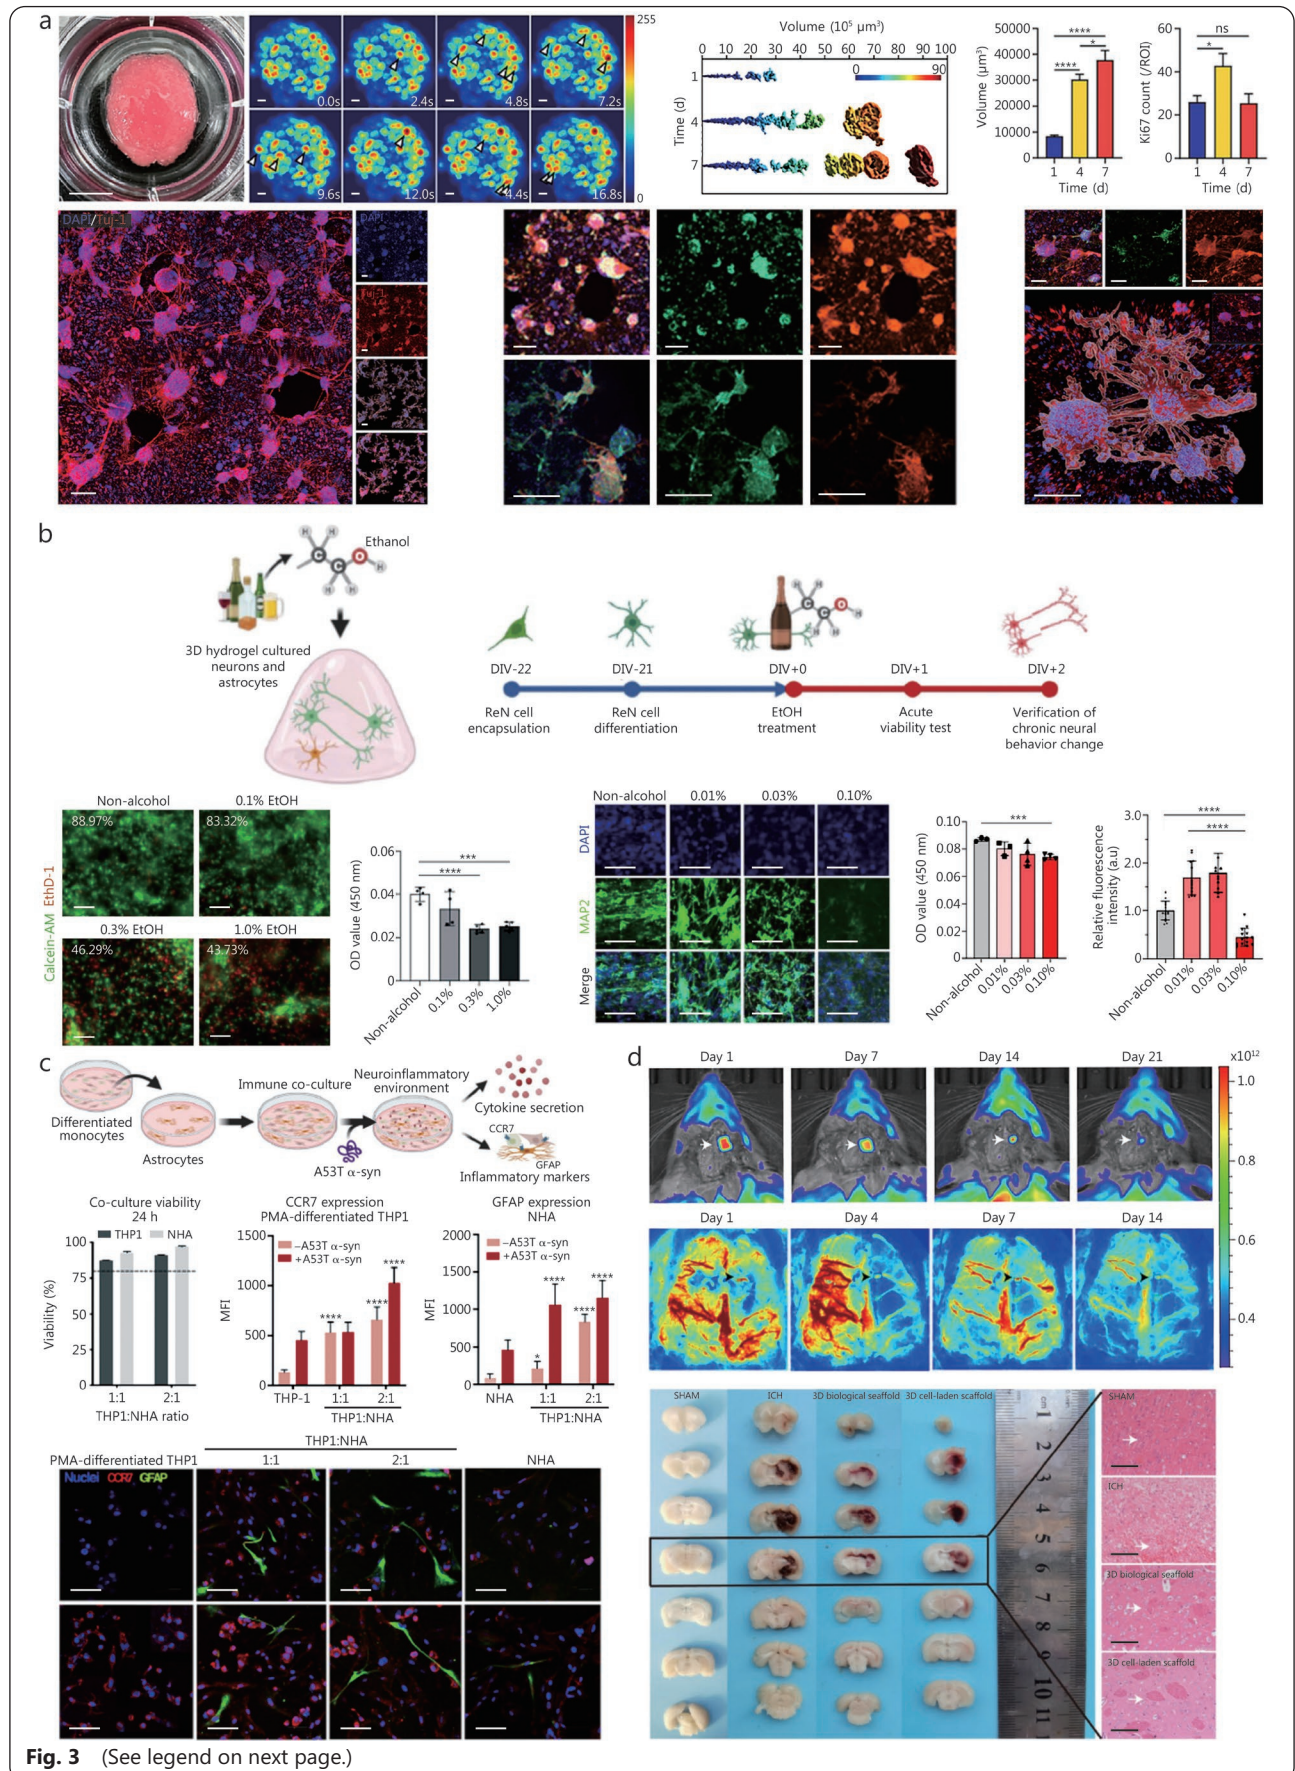 a
255
0.0s
2.4s
4.8s
7.2s
9.6s
12.0s
4.4s
16.8s
0
Volume (10⁵ μm³)
0 10 20 30 40 50 60 70 80 90 100
0 90
Time (d)
1
4
7
Volume (μm³)
50000
40000
30000
20000
10000
0
****
****
*
1 4 7
Time (d)
Ki67 count (/ROI)
60
40
20
0
ns
*
1 4 7
Time (d)
DAPI/Tuj-1
DAPI
Tuj-1
b
Ethanol
H H
C C O H
H H
3D hydrogel cultured
neurons and
astrocytes
DIV-22
DIV-21
DIV+0
DIV+1
DIV+2
ReN cell
encapsulation
ReN cell
differentiation
EtOH
treatment
Acute
viability test
Verification of
chronic neural
behavior change
Non-alcohol
0.1% EtOH
88.97%
83.32%
0.3% EtOH
1.0% EtOH
46.29%
43.73%
Calcein-AM EthD-1
OD value (450 nm)
0.06
0.04
0.02
0
***
****
Non-alcohol
0.1%
0.3%
1.0%
Non-alcohol
0.01%
0.03%
0.10%
DAPI
MAP2
Merge
OD value (450 nm)
0.10
0.08
0.06
0.04
0.02
0
***
Non-alcohol
0.01%
0.03%
0.10%
Relative fluorescence
intensity (a.u)
3.0
2.0
1.0
0
****
****
Non-alcohol
0.01%
0.03%
0.10%
c
Differentiated
monocytes
Astrocytes
Immune co-culture
A53T α-syn
Neuroinflammatory
environment
Cytokine secretion
CCR7
GFAP
Inflammatory markers
Co-culture viability
24 h
THP1 NHA
Viability (%)
100
75
50
25
0
1:1 2:1
THP1:NHA ratio
CCR7 expression
PMA-differentiated THP1
–A53T α-syn
+A53T α-syn
MFI
1500
1000
500
0
****
****
****
THP-1 1:1 2:1
THP1:NHA
GFAP expression
NHA
–A53T α-syn
+A53T α-syn
MFI
2000
1500
1000
500
0
*
****
****
****
NHA 1:1 2:1
THP1:NHA
THP1:NHA
PMA-differentiated THP1 1:1 2:1 NHA
Nuclei CCR7 GFAP
d
Day 1
Day 7
Day 14
Day 21
x10¹²
1.0
0.8
0.6
0.4
Day 1
Day 4
Day 7
Day 14
SHAM
ICH
3D biological seaffold
3D cell-laden scaffold
cm
1
2
3
4
5
6
7
8
9
10
11
SHAM
ICH
3D biological seaffold
3D cell-laden scaffold
Fig. 3 (See legend on next page.)